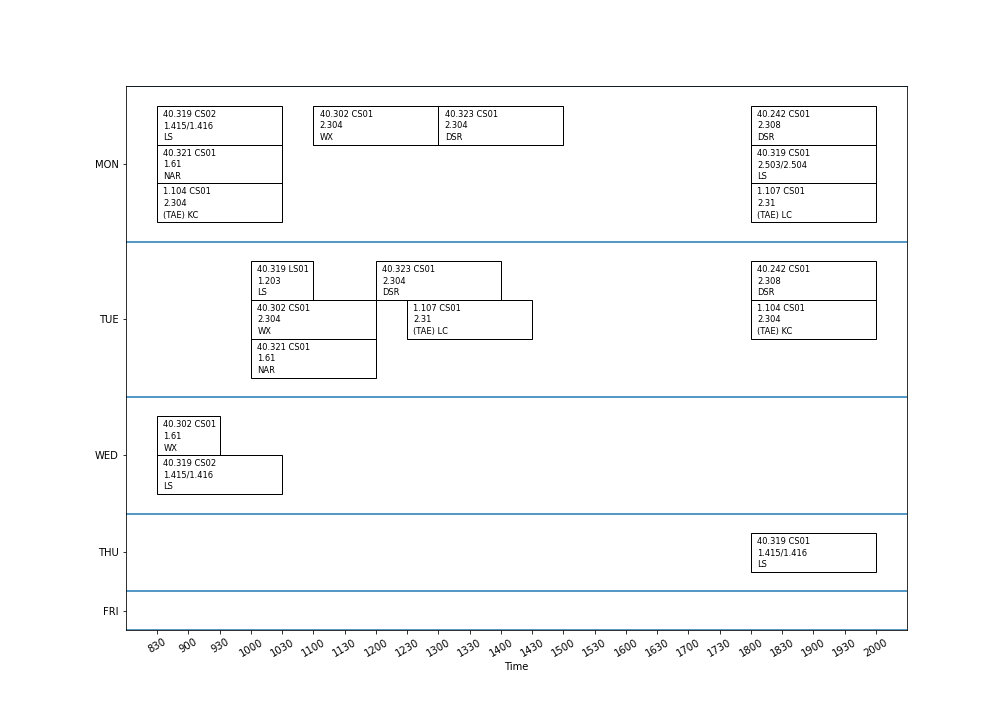 MON
40.319 CS02
1.415/1.416
LS
40.321 CS01
1.61
NAR
1.104 CS01
2.304
(TAE) KC
40.302 CS01
2.304
WX
40.323 CS01
2.304
DSR
40.242 CS01
2.308
DSR
40.319 CS01
2.503/2.504
LS
1.107 CS01
2.31
(TAE) LC
TUE
40.319 LS01
1.203
LS
40.302 CS01
2.304
WX
40.321 CS01
1.61
NAR
40.323 CS01
2.304
DSR
1.107 CS01
2.31
(TAE) LC
40.242 CS01
2.308
DSR
1.104 CS01
2.304
(TAE) KC
WED
40.302 CS01
1.61
WX
40.319 CS02
1.415/1.416
LS
THU
40.319 CS01
1.415/1.416
LS
FRI
830 900 930 1000 1030 1100 1130 1200 1230 1300 1330 1400 1430 1500 1530 1600 1630 1700 1730 1800 1830 1900 1930 2000
Time